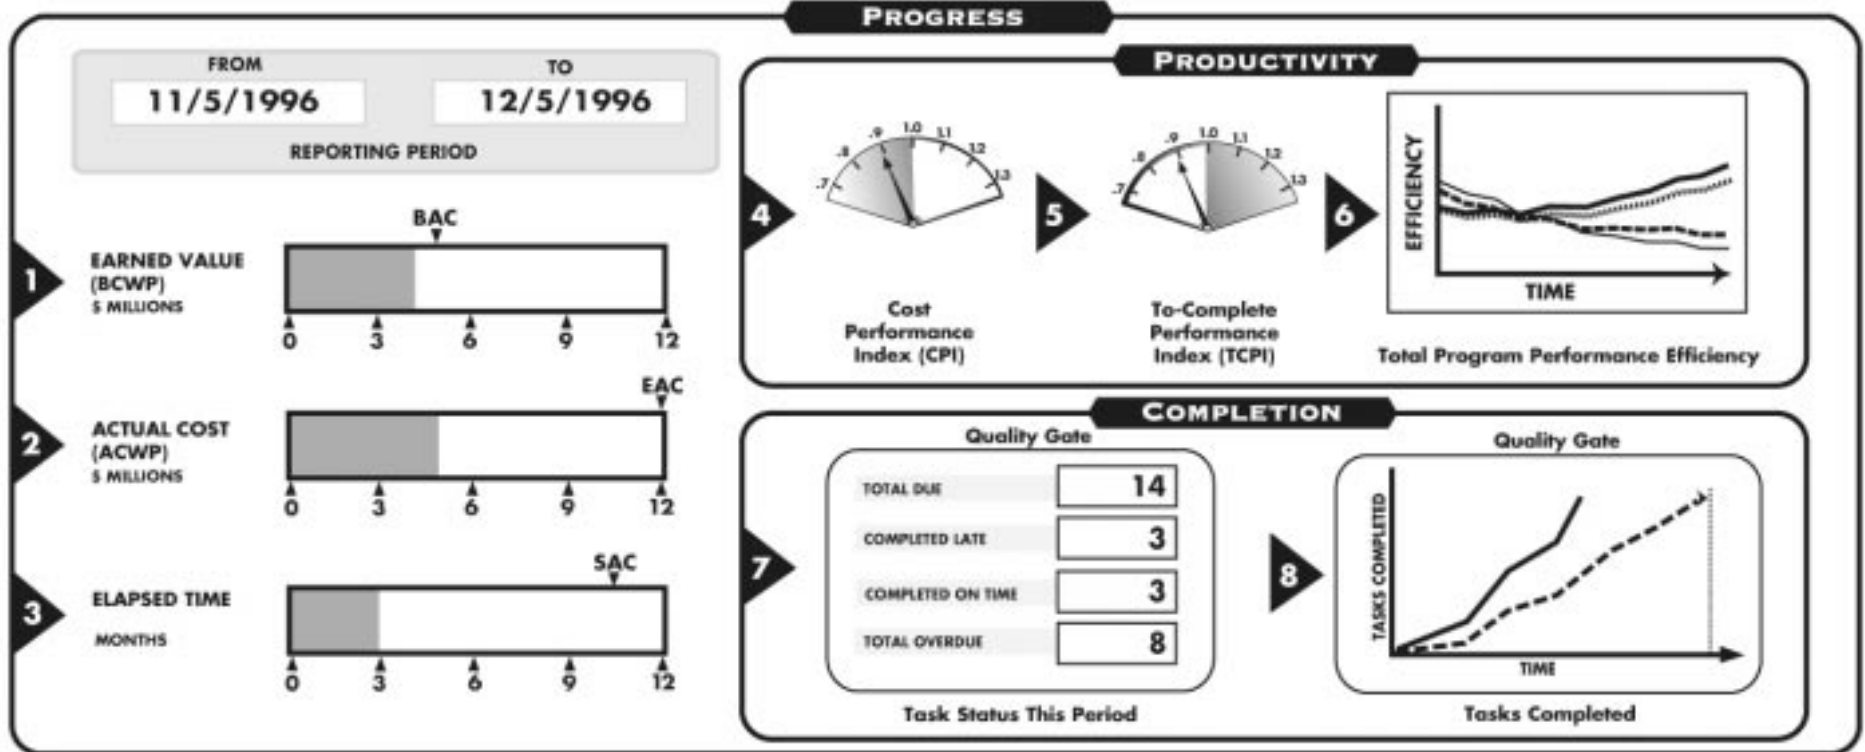 PROGRESS
FROM
TO
11/5/1996
12/5/1996
REPORTING PERIOD
1
EARNED VALUE
(BCWP)
$ MILLIONS
BAC
0 3 6 9 12
2
ACTUAL COST
(ACWP)
$ MILLIONS
EAC
0 3 6 9 12
3
ELAPSED TIME
MONTHS
SAC
0 3 6 9 12
PRODUCTIVITY
4
.7 .8 .9 1.0 1.1 1.2 1.3
Cost
Performance
Index (CPI)
5
.7 .8 .9 1.0 1.1 1.2 1.3
To-Complete
Performance
Index (TCPI)
6
EFFICIENCY
TIME
Total Program Performance Efficiency
COMPLETION
7
Quality Gate
TOTAL DUE 14
COMPLETED LATE 3
COMPLETED ON TIME 3
TOTAL OVERDUE 8
Task Status This Period
8
Quality Gate
TASKS COMPLETED
TIME
Tasks Completed